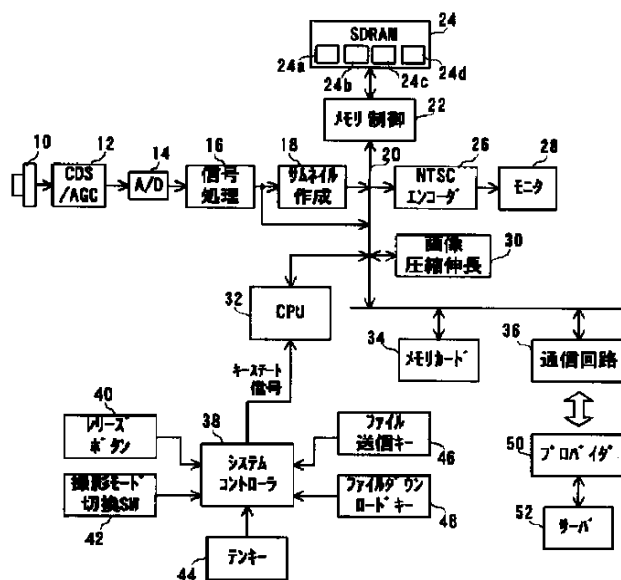 24
SDRAM
24a
24b
24c
24d
22
メモリ制御
10
12
14
16
18
20
26
28
CDS
/AGC
A/D
信号
処理
サムネイル
作成
NTSC
エンコーダ
モニタ
画像
圧縮伸長
30
32
CPU
34
メモリカード
36
通信回路
キーステート
信号
40
レリーズ
ボタン
38
システム
コントローラ
ファイル
送信キー
46
50
プロバイダ
撮影モード
切換SW
42
ファイルダウン
ロードキー
48
52
サーバ
44
テンキー